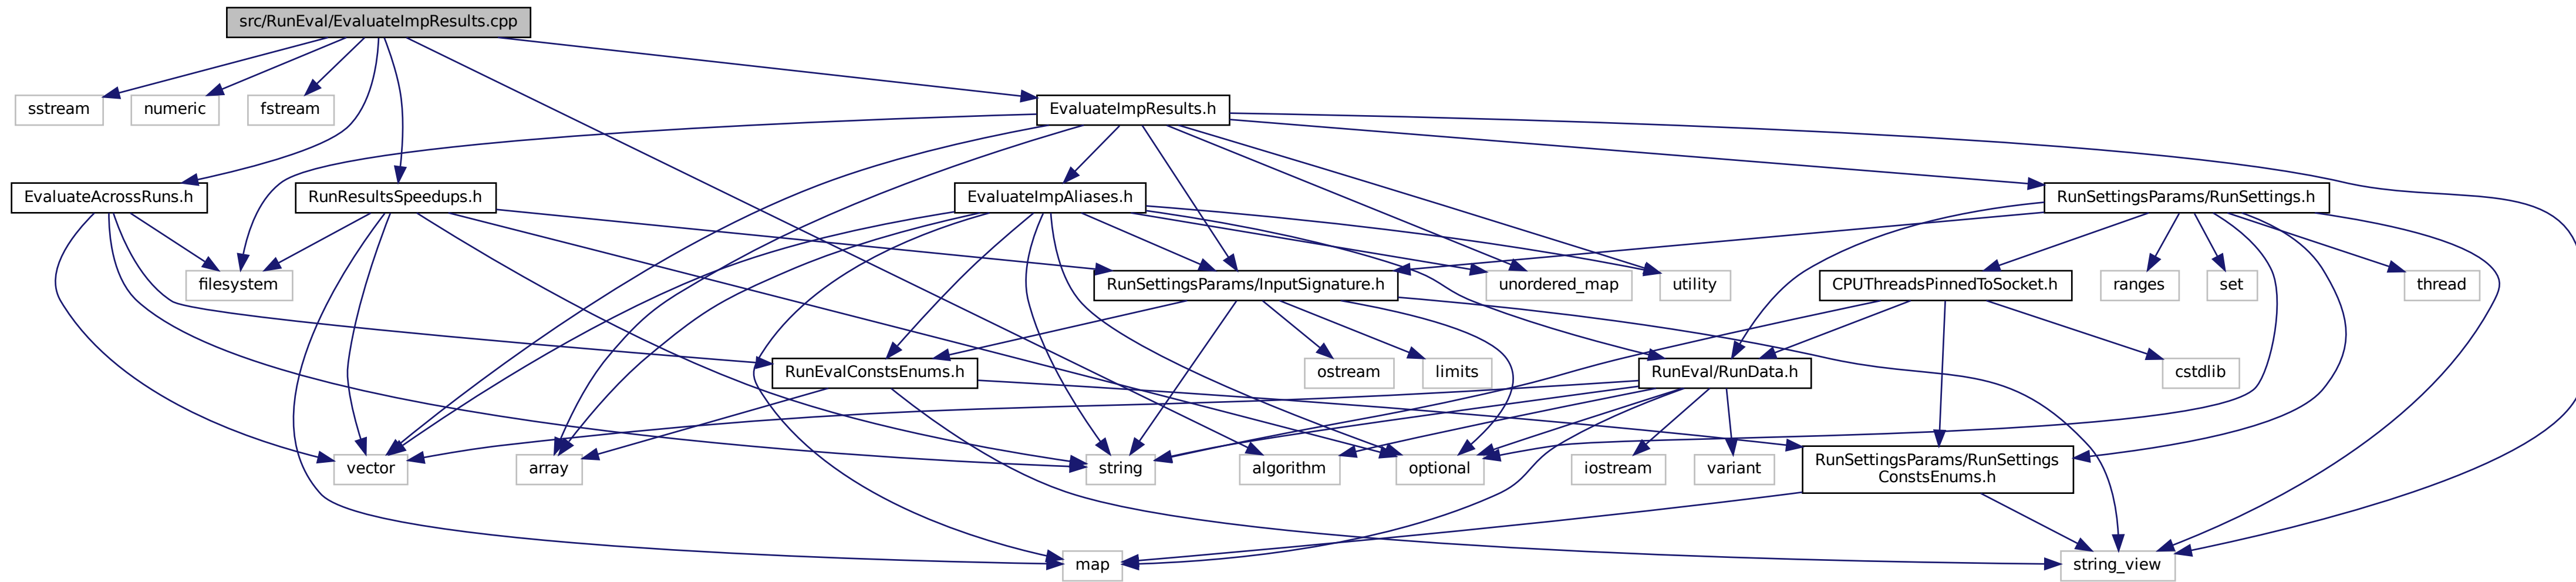 src/RunEval/EvaluateImpResults.cpp
sstream
numeric
fstream
EvaluateImpResults.h
EvaluateAcrossRuns.h
RunResultsSpeedups.h
EvaluateImpAliases.h
RunSettingsParams/RunSettings.h
filesystem
RunSettingsParams/InputSignature.h
unordered_map
utility
CPUThreadsPinnedToSocket.h
ranges
set
thread
RunEvalConstsEnums.h
ostream
limits
RunEval/RunData.h
cstdlib
vector
array
string
algorithm
optional
iostream
variant
RunSettingsParams/RunSettings
ConstsEnums.h
map
string_view